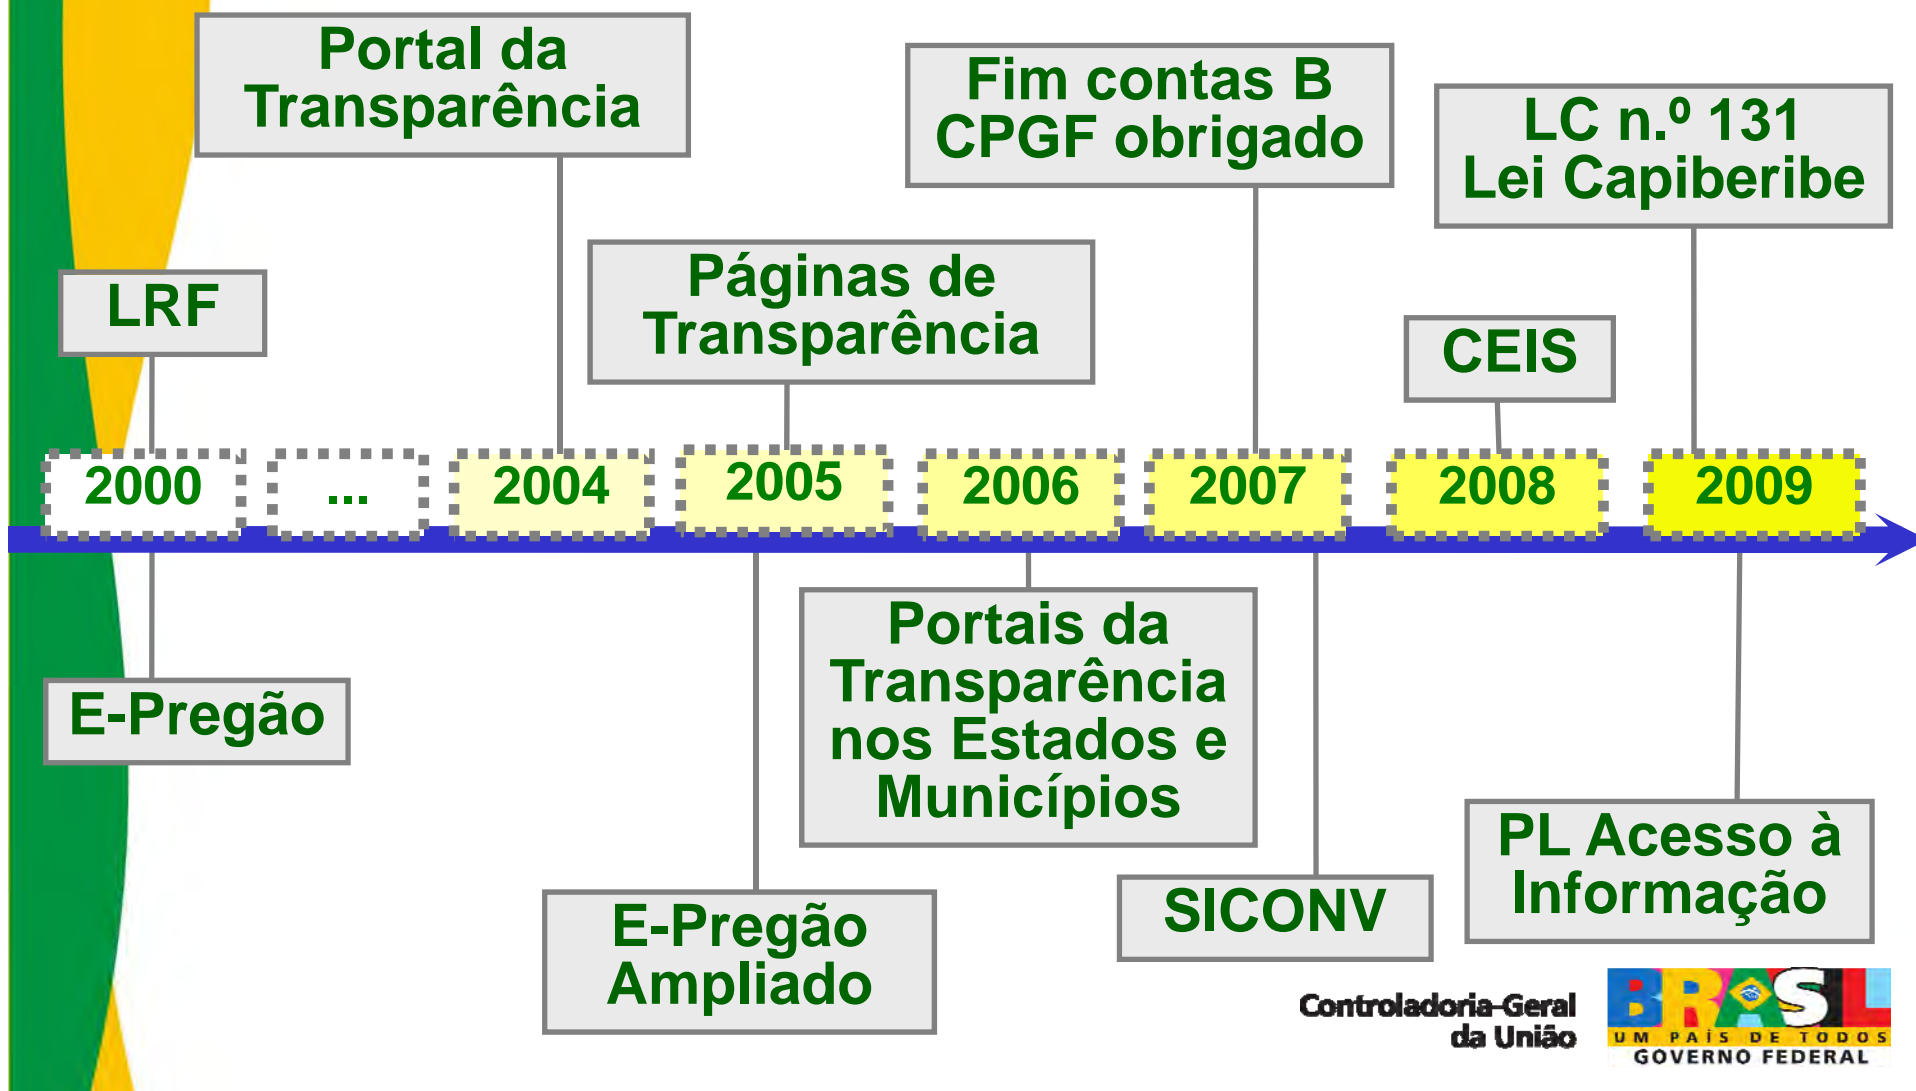 Portal da
Transparência
Fim contas B
CPGF obrigado
LC n.º 131
Lei Capiberibe
LRF
Páginas de
Transparência
CEIS
2000
...
2004
2005
2006
2007
2008
2009
E-Pregão
Portais da
Transparência
nos Estados e
Municípios
E-Pregão
Ampliado
SICONV
PL Acesso à
Informação
Controladoria-Geral
da União
BRASIL
UM PAÍS DE TODOS
GOVERNO FEDERAL